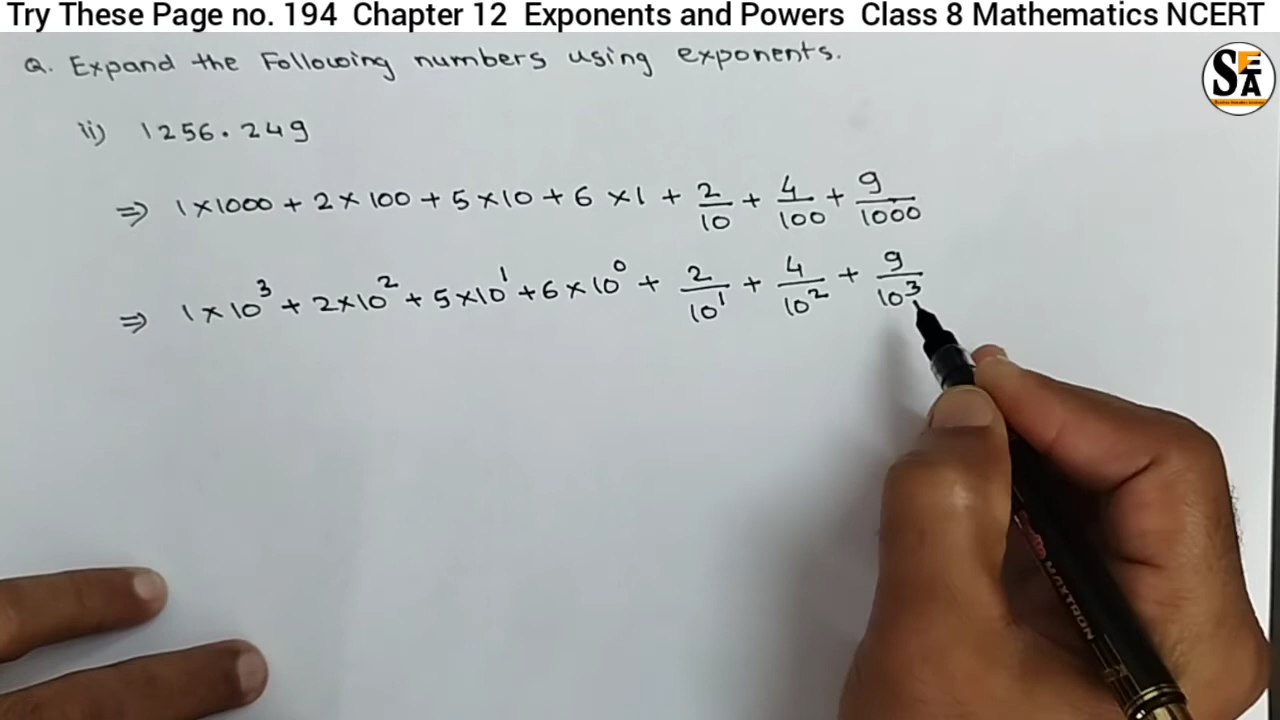 Try These Page no. 194 Chapter 12 Exponents and Powers Class 8 Mathematics NCERT
Q. Expand the Following numbers using exponents.
SEA
ii) 1256.249
⇒ 1×1000 + 2×100 + 5×10 + 6×1 + 2/10 + 4/100 + 9/1000
⇒ 1×10³ + 2×10² + 5×10¹ + 6×10⁰ + 2/10¹ + 4/10² + 9/10³
MAXTRON